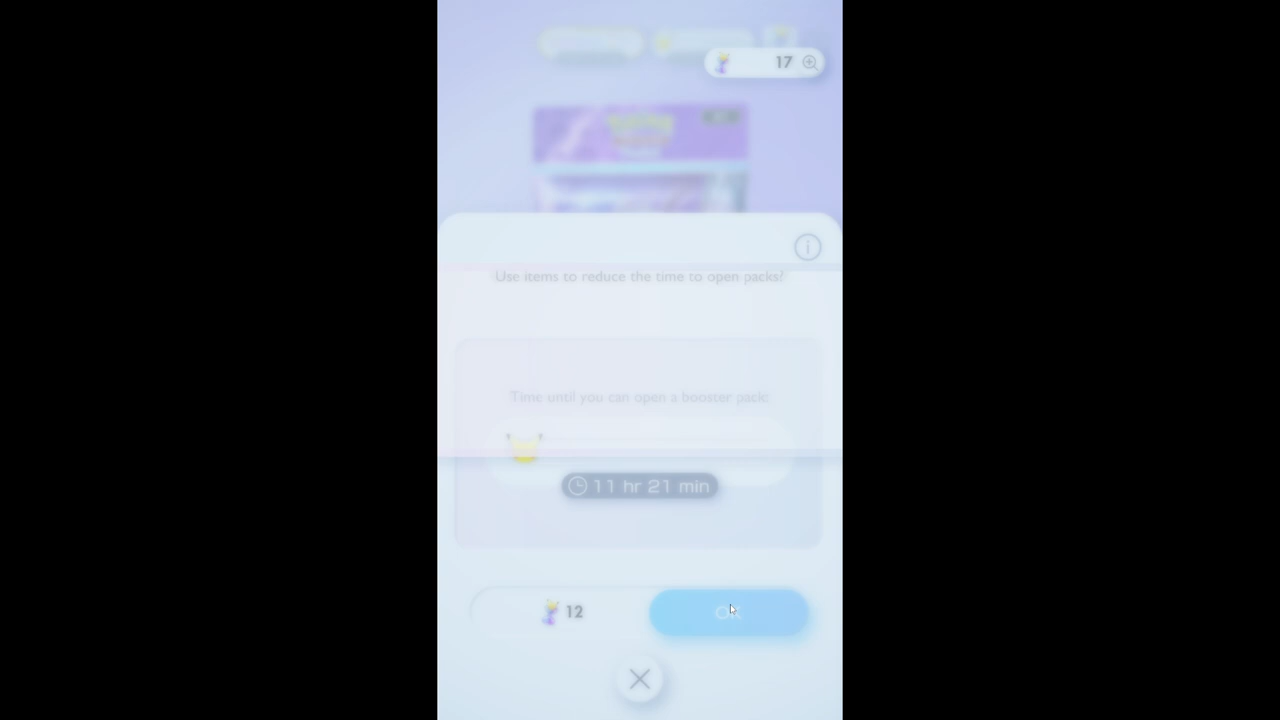 17
Use items to reduce the time to open packs?
Time until you can open a booster pack:
11 hr 21 min
12
OK